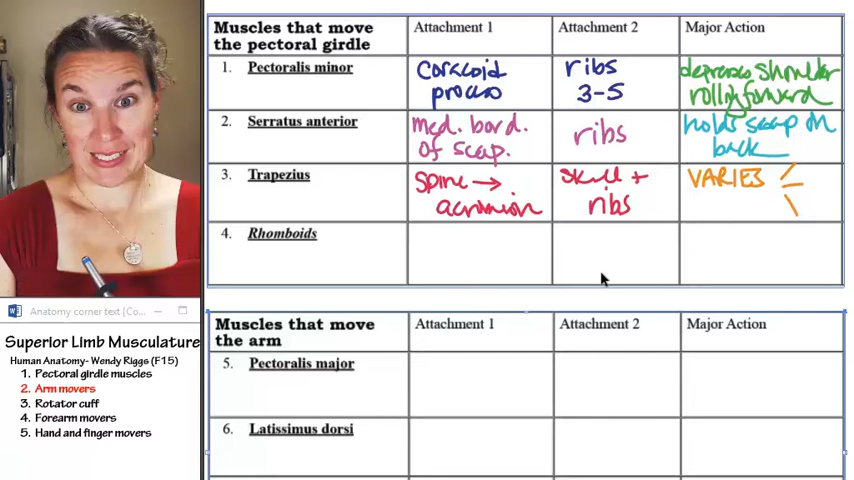 Muscles that move
the pectoral girdle
Attachment 1
Attachment 2
Major Action
1. Pectoralis minor
coracoid
process
ribs
3-5
depresses shoulder
rolling forward
2. Serratus anterior
med. bord.
of scap.
ribs
holds scap on
back
3. Trapezius
Spine →
acromion
skull +
ribs
VARIES
4. Rhomboids
Muscles that move
the arm
Attachment 1
Attachment 2
Major Action
5. Pectoralis major
6. Latissimus dorsi
Anatomy corner text [Co...
Superior Limb Musculature
Human Anatomy- Wendy Riggs (F15)
1. Pectoral girdle muscles
2. Arm movers
3. Rotator cuff
4. Forearm movers
5. Hand and finger movers